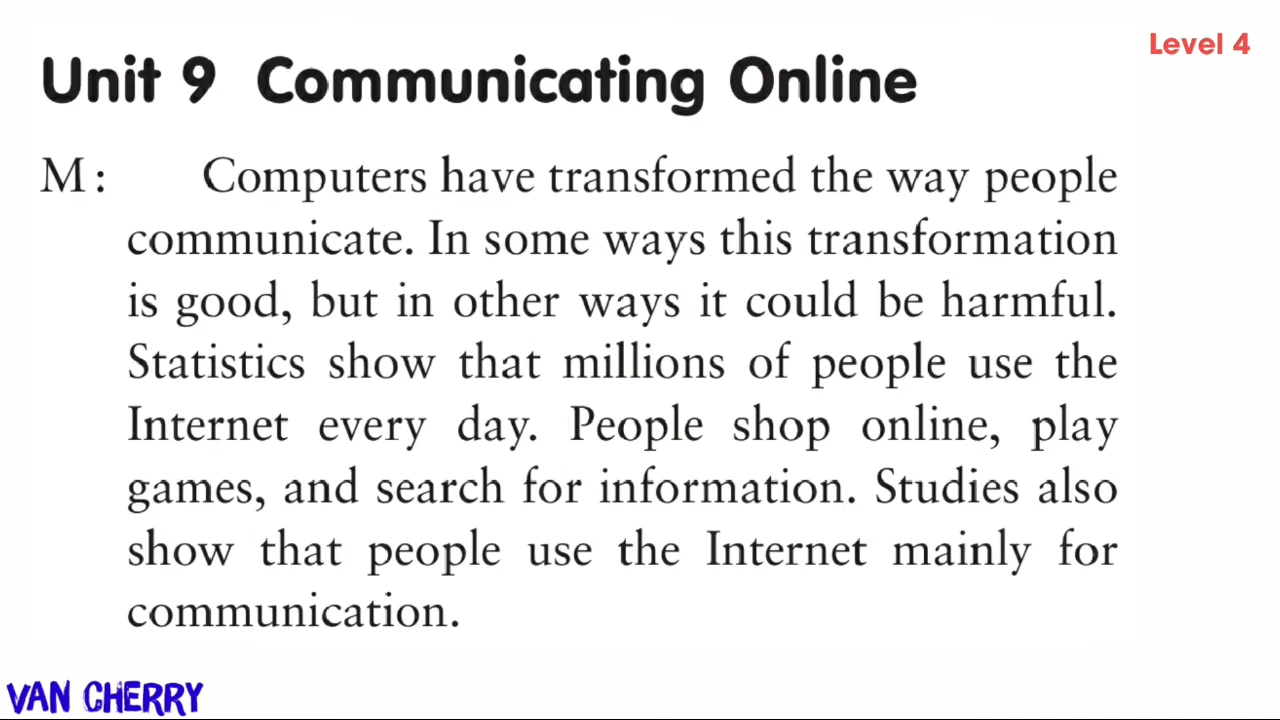 Level 4
Unit 9 Communicating Online
M: Computers have transformed the way people
communicate. In some ways this transformation
is good, but in other ways it could be harmful.
Statistics show that millions of people use the
Internet every day. People shop online, play
games, and search for information. Studies also
show that people use the Internet mainly for
communication.
VAN CHERRY